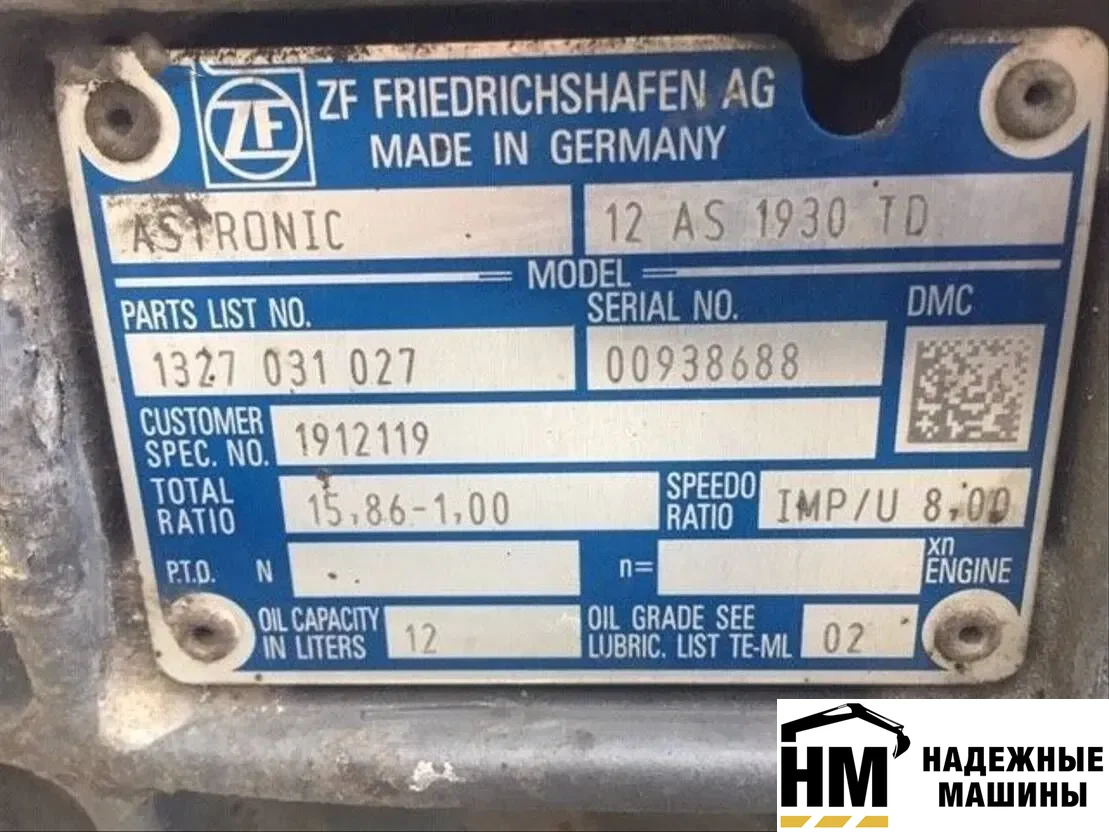 ZF
ZF FRIEDRICHSHAFEN AG
MADE IN GERMANY
ASTRONIC 12 AS 1930 TD
MODEL
PARTS LIST NO. SERIAL NO. DMC
1327 031 027 00938688
CUSTOMER
SPEC. NO. 1912119
TOTAL
RATIO 15,86-1,00
SPEEDO
RATIO IMP/U 8,00
P.T.O. N n= xn
ENGINE
OIL CAPACITY
IN LITERS 12
OIL GRADE SEE
LUBRIC. LIST TE-ML 02
НМ
НАДЕЖНЫЕ
МАШИНЫ